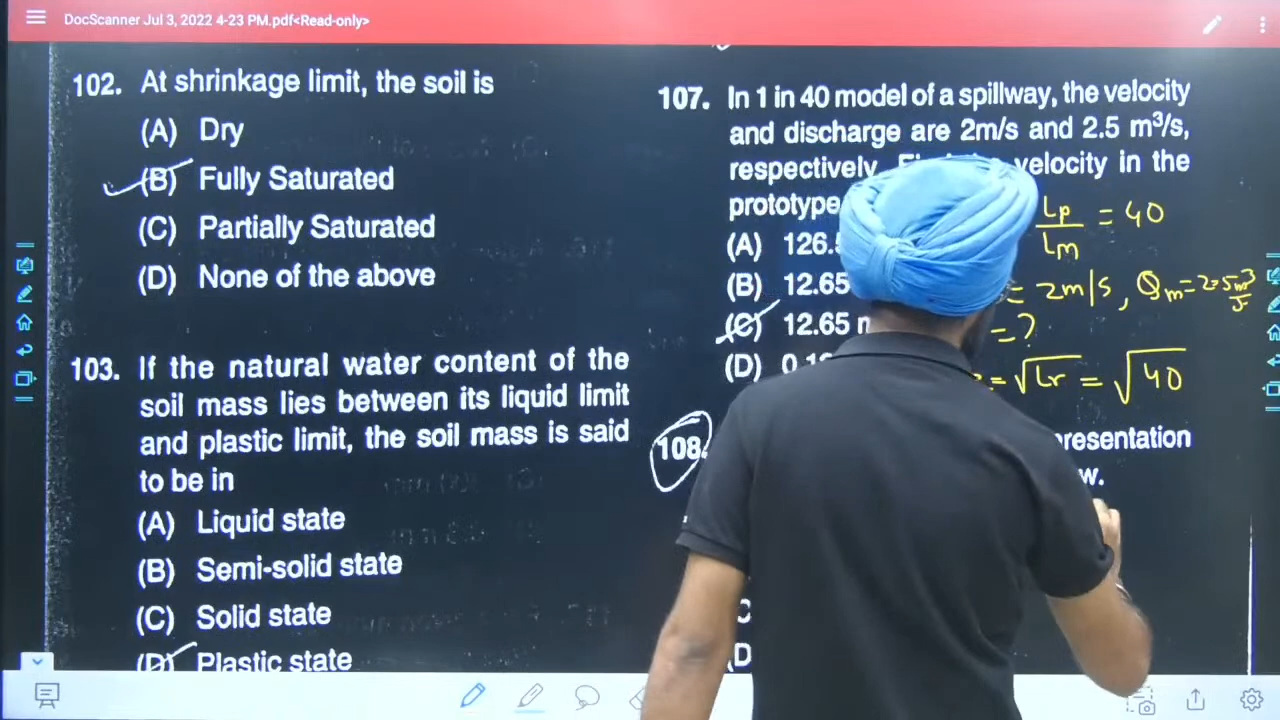 DocScanner Jul 3, 2022 4-23 PM.pdf<Read-only>
102. At shrinkage limit, the soil is
(A) Dry
(B) Fully Saturated
(C) Partially Saturated
(D) None of the above
103. If the natural water content of the
soil mass lies between its liquid limit
and plastic limit, the soil mass is said
to be in
(A) Liquid state
(B) Semi-solid state
(C) Solid state
(D) Plastic state
107. In 1 in 40 model of a spillway, the velocity
and discharge are 2m/s and 2.5 m³/s,
respectively. velocity in the
prototype
Lp/Lm = 40
(A) 126.
(B) 12.65
= 2m/s, Qm = 2.5 m³/s
(C) 12.65
= ?
(D)
= √Lr = √40
108.